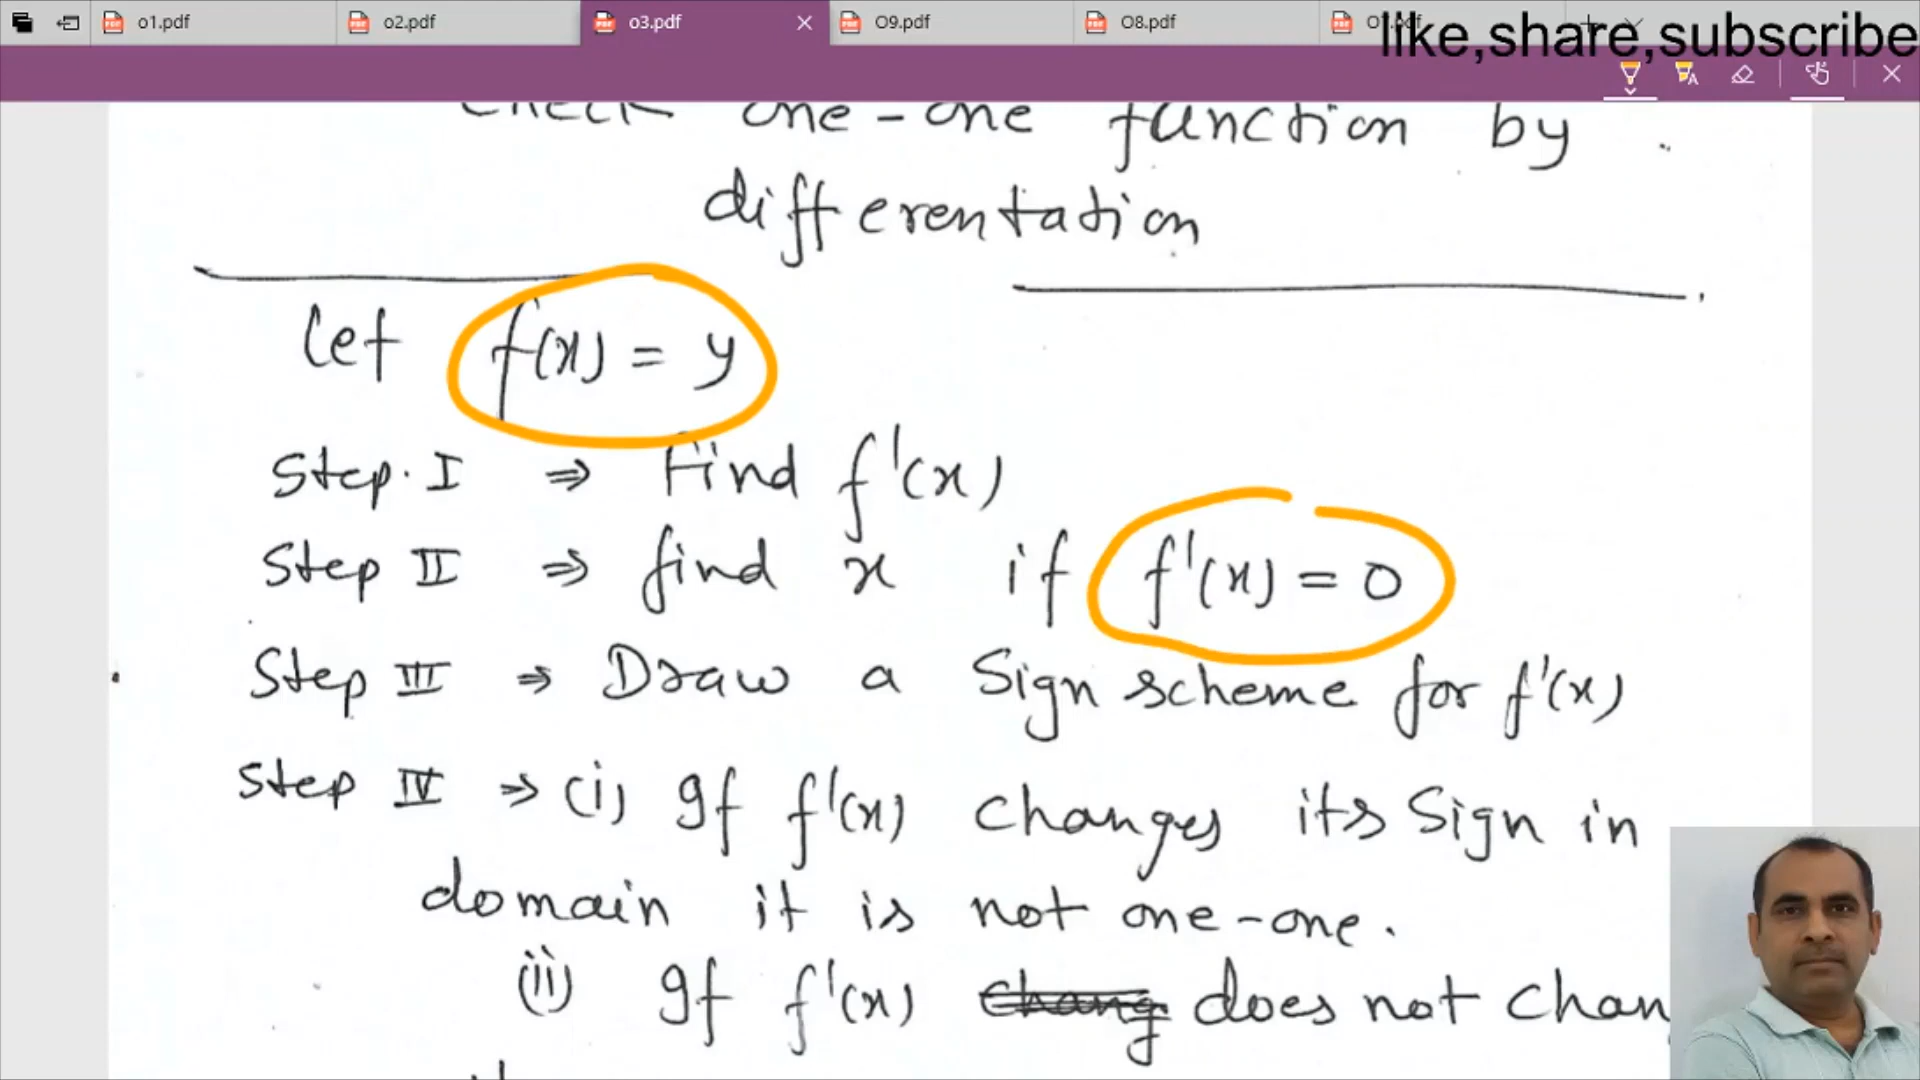 o1.pdf o2.pdf o3.pdf O9.pdf O8.pdf
like,share,subscribe
Check one-one function by
differentation
Let f(x) = y
Step. I ⇒ Find f'(x)
Step II ⇒ find x if f'(x) = 0
Step III ⇒ Draw a Sign scheme for f'(x)
Step IV ⇒ (i) If f'(x) changes its Sign in
domain it is not one-one.
(ii) If f'(x) chang does not chan